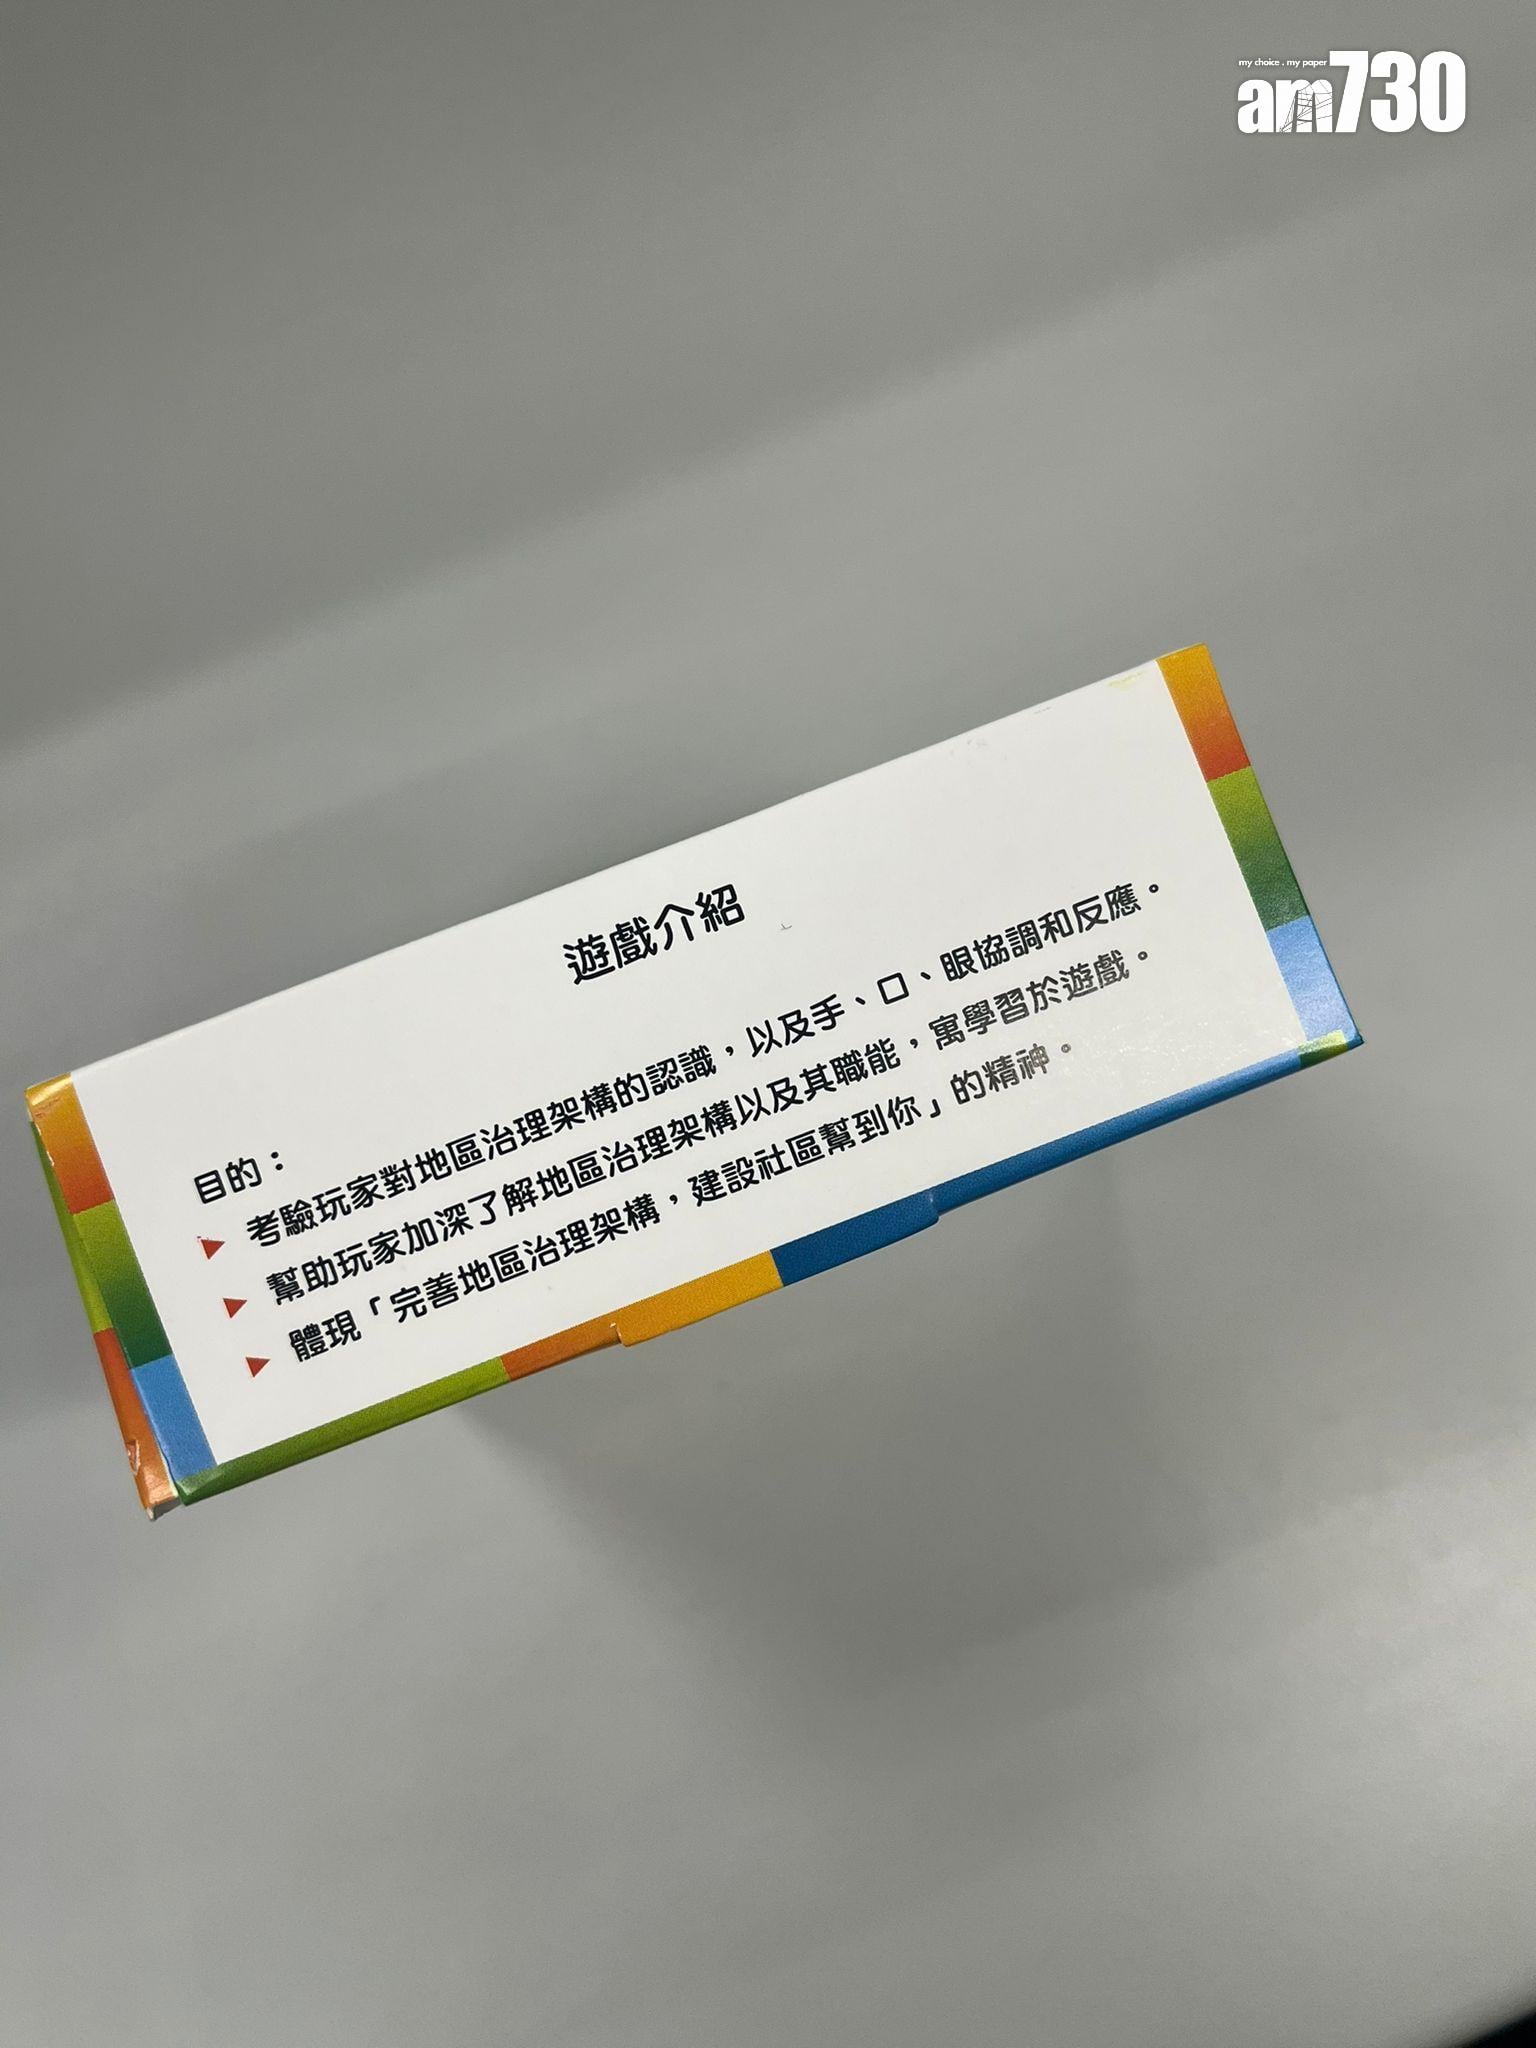 my choice . my paper
am730
遊戲介紹
目的：
考驗玩家對地區治理架構的認識，以及手、口、眼協調和反應。
幫助玩家加深了解地區治理架構以及其職能，寓學習於遊戲。
體現「完善地區治理架構，建設社區幫到你」的精神。